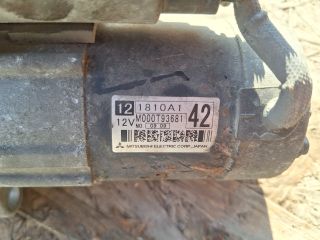 12 1810A1
12V M000T93681 42
MITSUBISHI ELECTRIC CORP. JAPAN